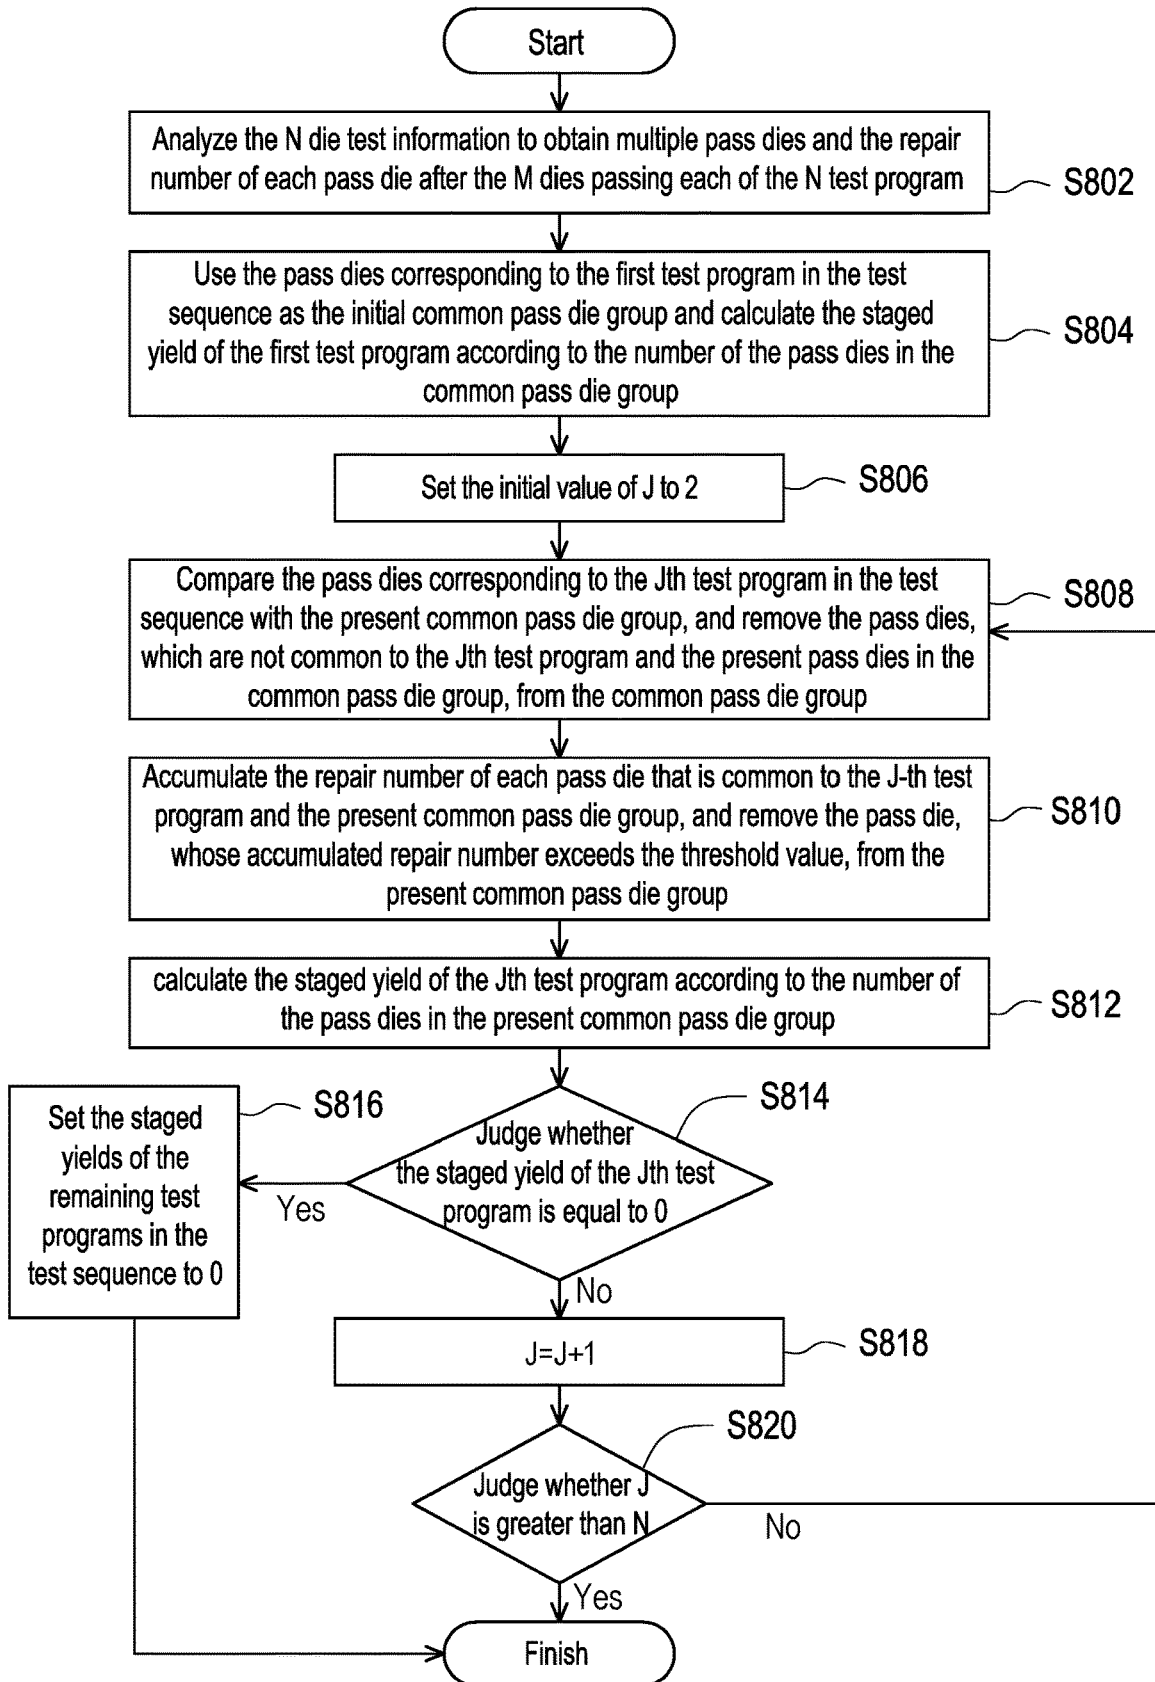 Start
Analyze the N die test information to obtain multiple pass dies and the repair
number of each pass die after the M dies passing each of the N test program
S802
Use the pass dies corresponding to the first test program in the test
sequence as the initial common pass die group and calculate the staged
yield of the first test program according to the number of the pass dies in the
common pass die group
S804
Set the initial value of J to 2
S806
Compare the pass dies corresponding to the Jth test program in the test
sequence with the present common pass die group, and remove the pass dies,
which are not common to the Jth test program and the present pass dies in the
common pass die group, from the common pass die group
S808
Accumulate the repair number of each pass die that is common to the J-th test
program and the present common pass die group, and remove the pass die,
whose accumulated repair number exceeds the threshold value, from the
present common pass die group
S810
calculate the staged yield of the Jth test program according to the number of
the pass dies in the present common pass die group
S812
Judge whether
the staged yield of the Jth test
program is equal to 0
S814
Yes
Set the staged
yields of the
remaining test
programs in the
test sequence to 0
S816
No
J=J+1
S818
Judge whether J
is greater than N
S820
No
Yes
Finish